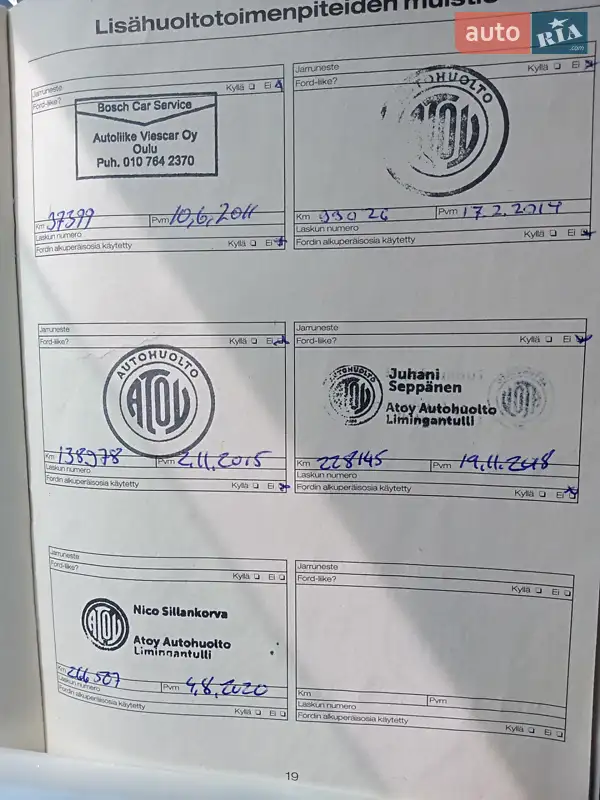 Lisähuoltotoimenpiteiden
auto RIA .com
Jarruneste
Kyllä Ei
Ford-liike?
Bosch Car Service
Autoliike Viescar Oy
Oulu
Puh. 010 764 2370
Km 37399 Pvm 10,6,2011
Laskun numero
Fordin alkuperäisosia käytetty Kyllä Ei
Jarruneste
Kyllä Ei
Ford-liike?
AUTOHUOLTO
ATOY
Km 93026 Pvm 17.2.2014
Laskun numero
Fordin alkuperäisosia käytetty Kyllä Ei
Jarruneste
Ford-liike? Kyllä Ei
AUTOHUOLTO
ATOY
Km 138978 Pvm 2.11.2015
Laskun numero
Fordin alkuperäisosia käytetty Kyllä Ei
Jarruneste
Ford-liike? Kyllä Ei
AUTOHUOLTO
ATOY
Juhani
Seppänen
Atoy Autohuolto
Limingantulli
Km 228145 Pvm 19.11.2018
Laskun numero
Fordin alkuperäisosia käytetty Kyllä Ei
Jarruneste
Ford-liike?
Kyllä Ei
ATOY
Nico Sillankorva
Atoy Autohuolto
Limingantulli
Km 266507 Pvm 4,8,2020
Laskun numero
Fordin alkuperäisosia käytetty Kyllä Ei
Jarruneste
Ford-liike?
Kyllä Ei
Km Pvm
Laskun numero
Fordin alkuperäisosia käytetty Kyllä Ei
19